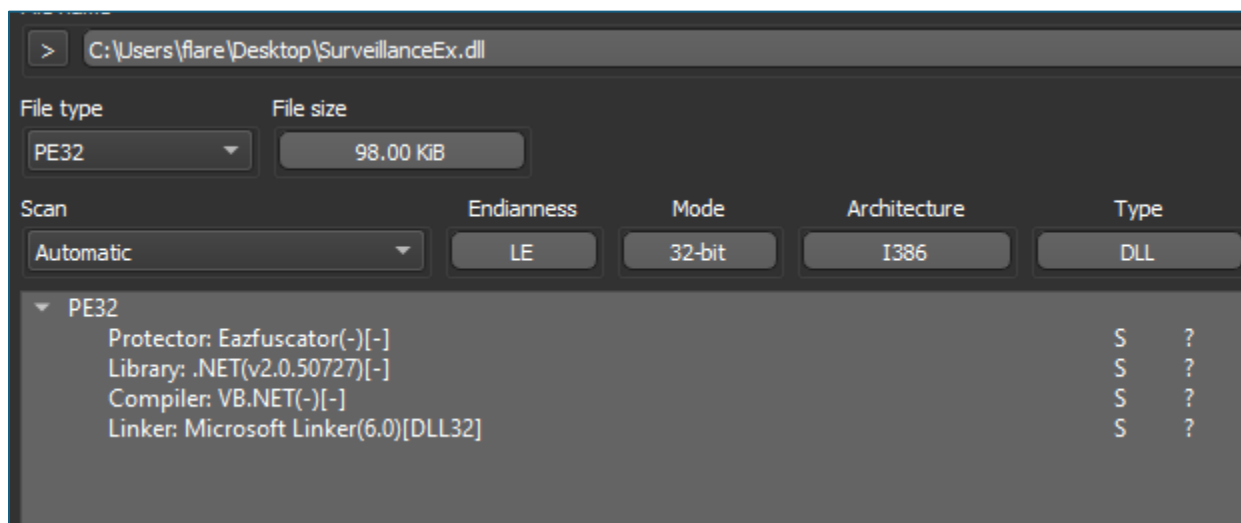 > C:\Users\flare\Desktop\SurveillanceEx.dll
File type File size
PE32 98.00 KiB
Scan Endianness Mode Architecture Type
Automatic LE 32-bit I386 DLL
PE32
Protector: Eazfuscator(-)[-] S ?
Library: .NET(v2.0.50727)[-] S ?
Compiler: VB.NET(-)[-] S ?
Linker: Microsoft Linker(6.0)[DLL32] S ?